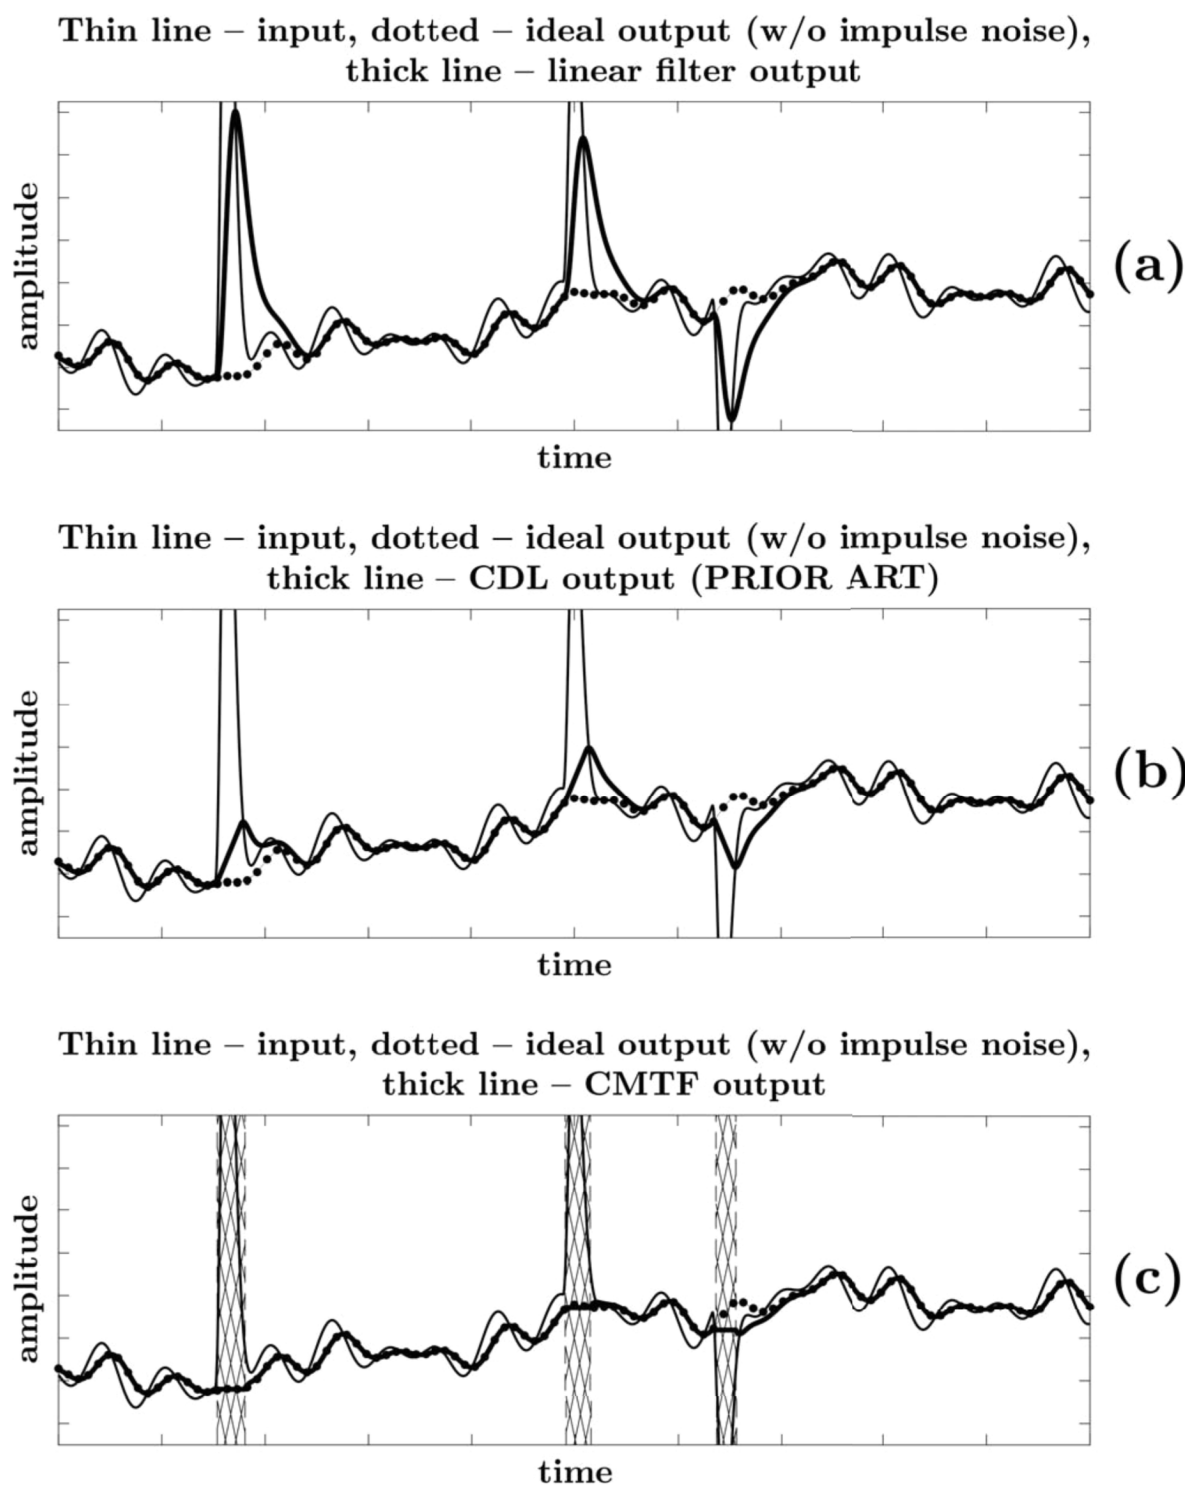 Thin line – input, dotted – ideal output (w/o impulse noise),
thick line – linear filter output
amplitude
(a)
time
Thin line – input, dotted – ideal output (w/o impulse noise),
thick line – CDL output (PRIOR ART)
amplitude
(b)
time
Thin line – input, dotted – ideal output (w/o impulse noise),
thick line – CMTF output
amplitude
(c)
time